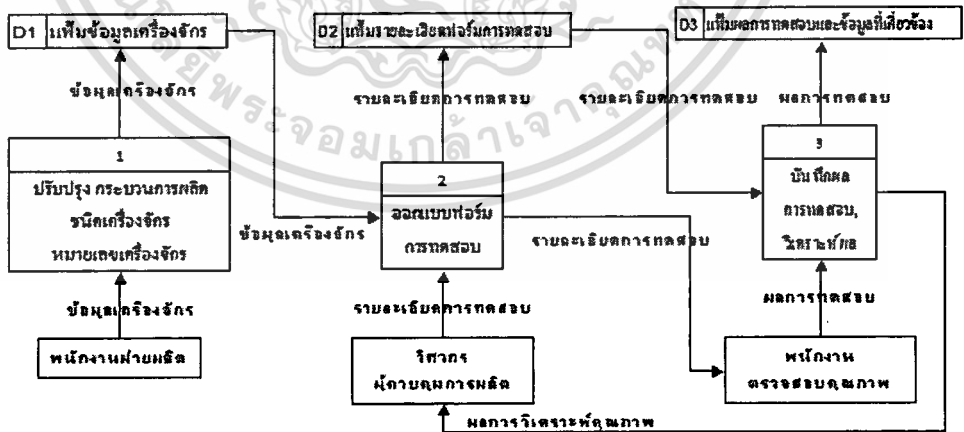 D1 แฟ้มข้อมูลเครื่องจักร
D2 แฟ้มรายละเอียดฟอร์มการทดสอบ
D3 แฟ้มผลการทดสอบและข้อมูลที่เกี่ยวข้อง
ข้อมูลเครื่องจักร
รายละเอียดการทดสอบ
รายละเอียดการทดสอบ
ผลการทดสอบ
พระจอมเกล้าเจ้าคุณ
1
ปรับปรุง กระบวนการผลิต
ชนิดเครื่องจักร
หมายเลขเครื่องจักร
2
ออกแบบฟอร์ม
การทดสอบ
3
บันทึกผล
การทดสอบ,
วิเคราะห์ผล
ข้อมูลเครื่องจักร
รายละเอียดการทดสอบ
ข้อมูลเครื่องจักร
รายละเอียดการทดสอบ
ผลการทดสอบ
พนักงานฝ่ายผลิต
วิศวกร
ผู้ควบคุมการผลิต
พนักงาน
ตรวจสอบคุณภาพ
ผลการวิเคราะห์คุณภาพ